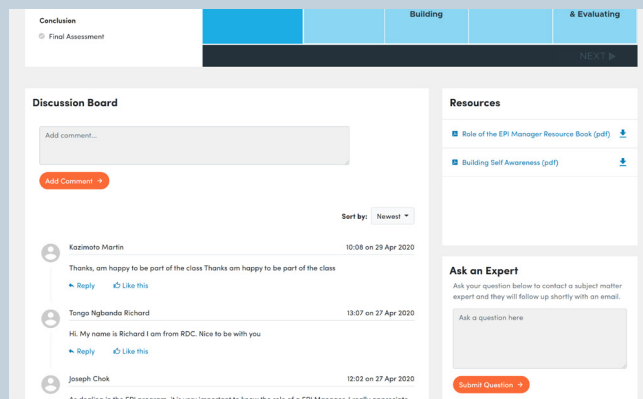 Conclusion
Final Assessment
Building
& Evaluating
NEXT
Discussion Board
Add comment...
Add Comment →
Sort by: Newest
Kazimoto Martin 10:08 on 29 Apr 2020
Thanks, am happy to be part of the class Thanks am happy to be part of the class
Reply Like this
Tongo Ngbanda Richard 13:07 on 27 Apr 2020
Hi. My name is Richard I am from RDC. Nice to be with you
Reply Like this
Joseph Chok 12:02 on 27 Apr 2020
Resources
Role of the EPI Manager Resource Book (pdf)
Building Self Awareness (pdf)
Ask an Expert
Ask your question below to contact a subject matter
expert and they will follow up shortly with an email.
Ask a question here
Submit Question →